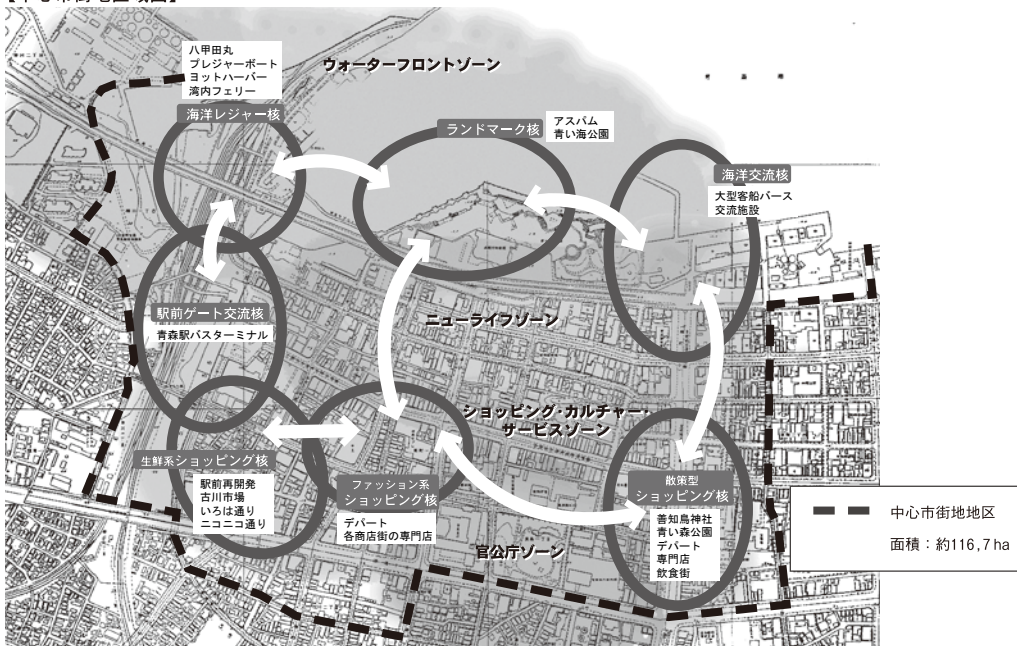 八甲田丸
プレジャーボート
ヨットハーバー
湾内フェリー
海洋レジャー核
ウォーターフロントゾーン
ランドマーク核
アスパム
青い海公園
海洋交流核
大型客船バース
交流施設
駅前ゲート交流核
青森駅バスターミナル
ニューライフゾーン
ショッピング・カルチャー・
サービスゾーン
生鮮系ショッピング核
駅前再開発
古川市場
いろは通り
ニコニコ通り
ファッション系
ショッピング核
デパート
各商店街の専門店
官公庁ゾーン
散策型
ショッピング核
善知鳥神社
青い森公園
デパート
専門店
飲食街
中心市街地地区
面積：約116,7ha